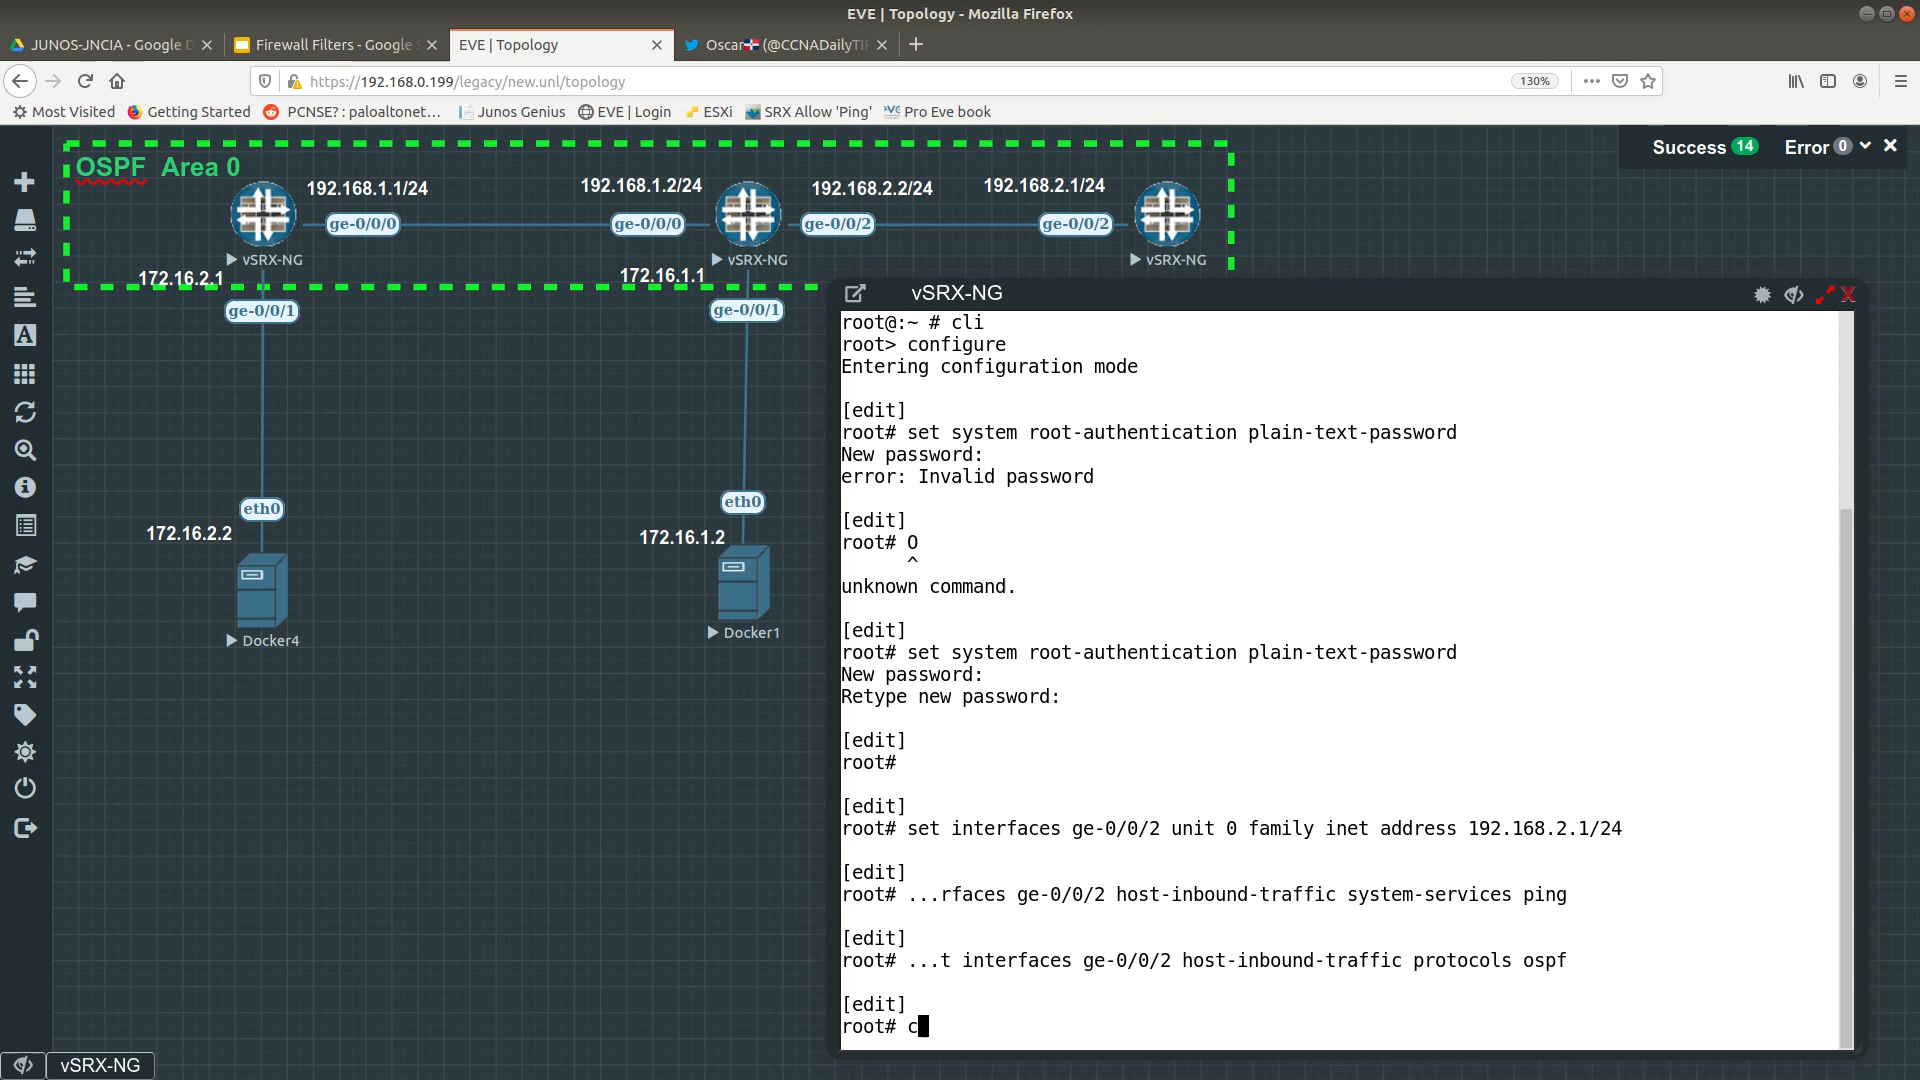 EVE | Topology - Mozilla Firefox
JUNOS-JNCIA - Google D
Firewall Filters - Google
EVE | Topology
Oscar (@CCNADailyTI
https://192.168.0.199/legacy/new.unl/topology
130%
Most Visited
Getting Started
PCNSE? : paloaltonet…
Junos Genius
EVE | Login
ESXi
SRX Allow 'Ping'
Pro Eve book
Success 14
Error 0
OSPF Area 0
192.168.1.1/24
192.168.1.2/24
192.168.2.2/24
192.168.2.1/24
ge-0/0/0
ge-0/0/0
ge-0/0/2
ge-0/0/2
vSRX-NG
vSRX-NG
vSRX-NG
172.16.2.1
172.16.1.1
ge-0/0/1
ge-0/0/1
eth0
eth0
172.16.2.2
172.16.1.2
Docker4
Docker1
vSRX-NG
root@:~ # cli
root> configure
Entering configuration mode
[edit]
root# set system root-authentication plain-text-password
New password:
error: Invalid password
[edit]
root# O
^
unknown command.
[edit]
root# set system root-authentication plain-text-password
New password:
Retype new password:
[edit]
root#
[edit]
root# set interfaces ge-0/0/2 unit 0 family inet address 192.168.2.1/24
[edit]
root# ...rfaces ge-0/0/2 host-inbound-traffic system-services ping
[edit]
root# ...t interfaces ge-0/0/2 host-inbound-traffic protocols ospf
[edit]
root# c
vSRX-NG